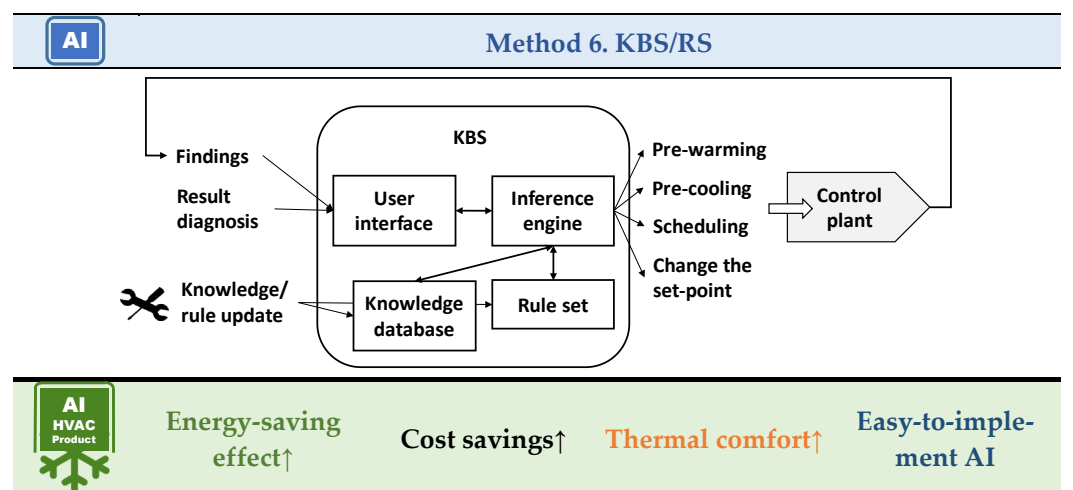 AI
Method 6. KBS/RS
KBS
Findings
Result
diagnosis
Knowledge/
rule update
User
interface
Inference
engine
Knowledge
database
Rule set
Pre-warming
Pre-cooling
Scheduling
Change the
set-point
Control
plant
AI
HVAC
Product
Energy-saving
effect↑
Cost savings↑
Thermal comfort↑
Easy-to-imple-
ment AI